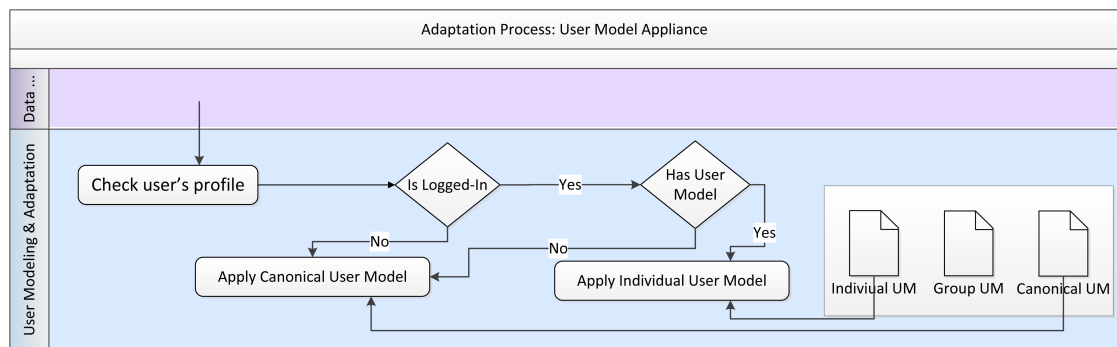 Adaptation Process: User Model Appliance
Data ...
User Modeling & Adaptation
Check user's profile
Is Logged-In
Yes
Has User
Model
Yes
No
No
Apply Canonical User Model
Apply Individual User Model
Indiviual UM
Group UM
Canonical UM